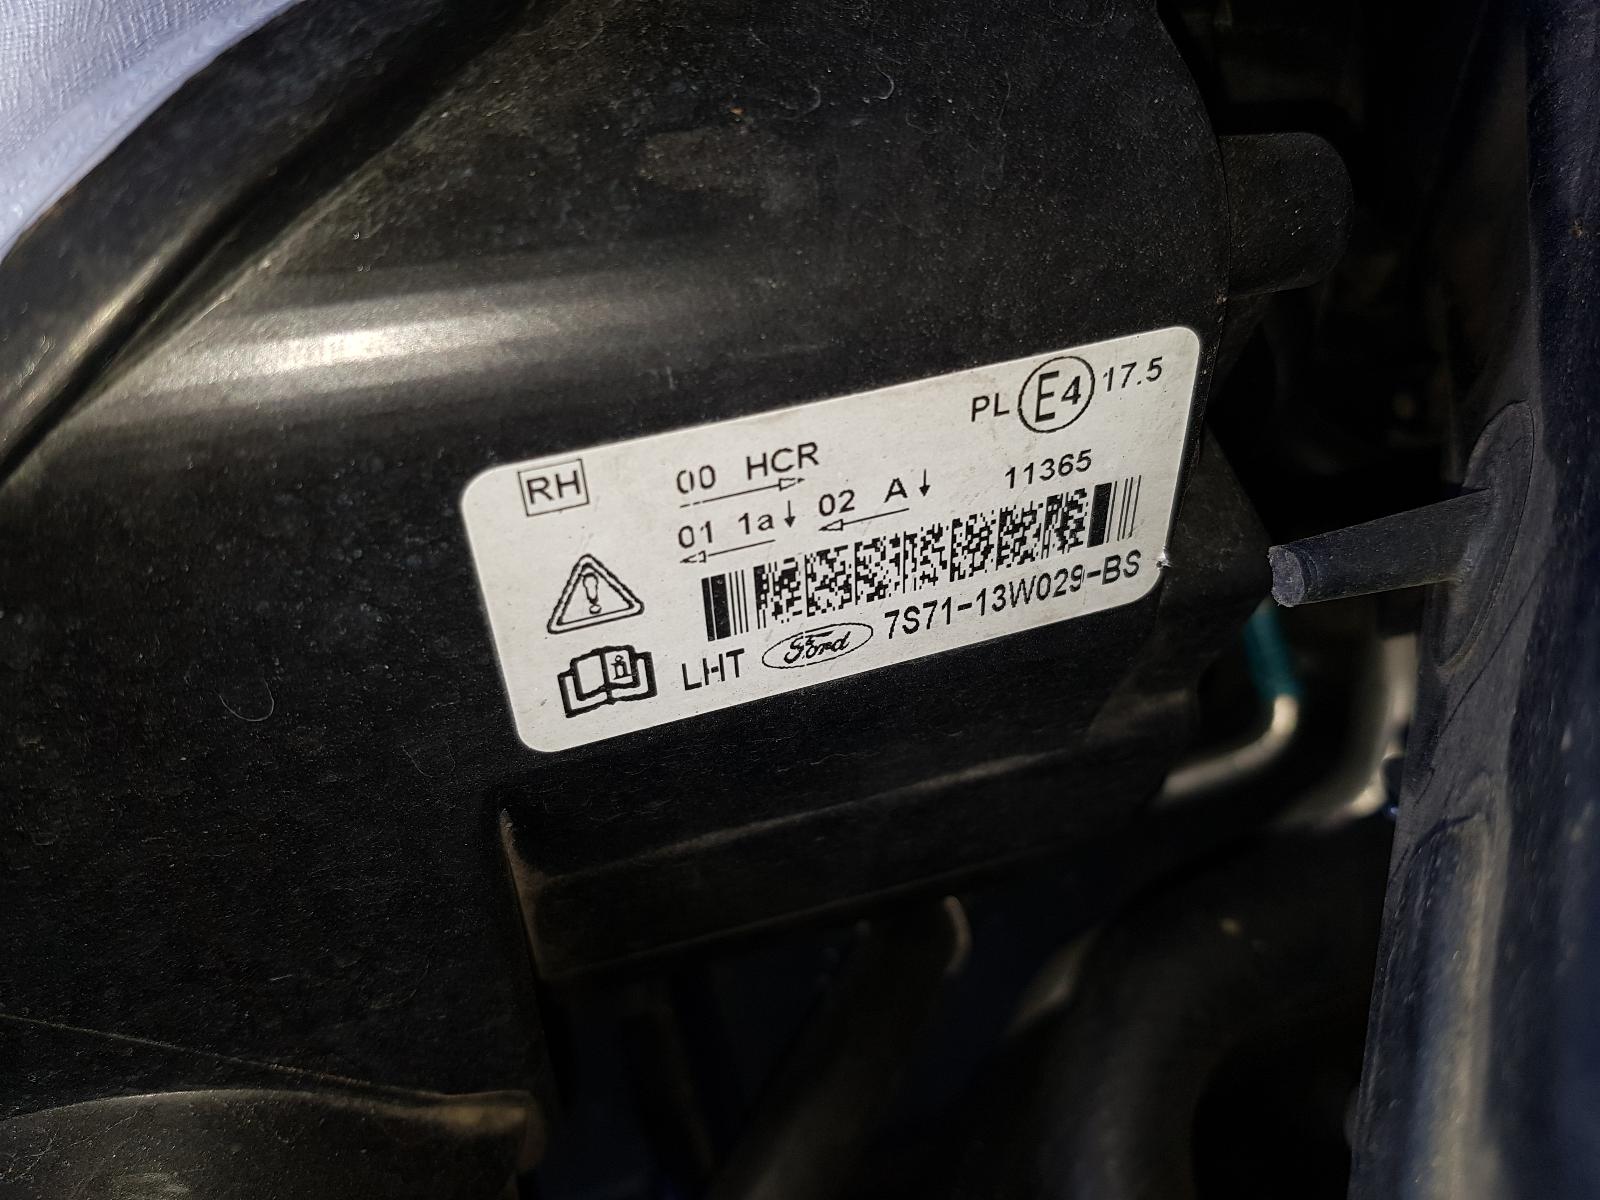 PL E4 17.5
RH 00 HCR
11365
01 1a↓ 02 A↓
LHT Ford 7S71-13W029-BS